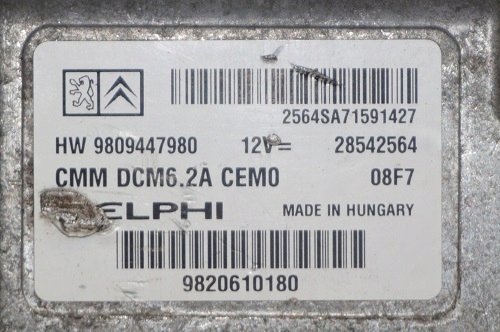 2564SA71591427
HW 9809447980 12V= 28542564
CMM DCM6.2A CEM0 08F7
ELPHI MADE IN HUNGARY
9820610180